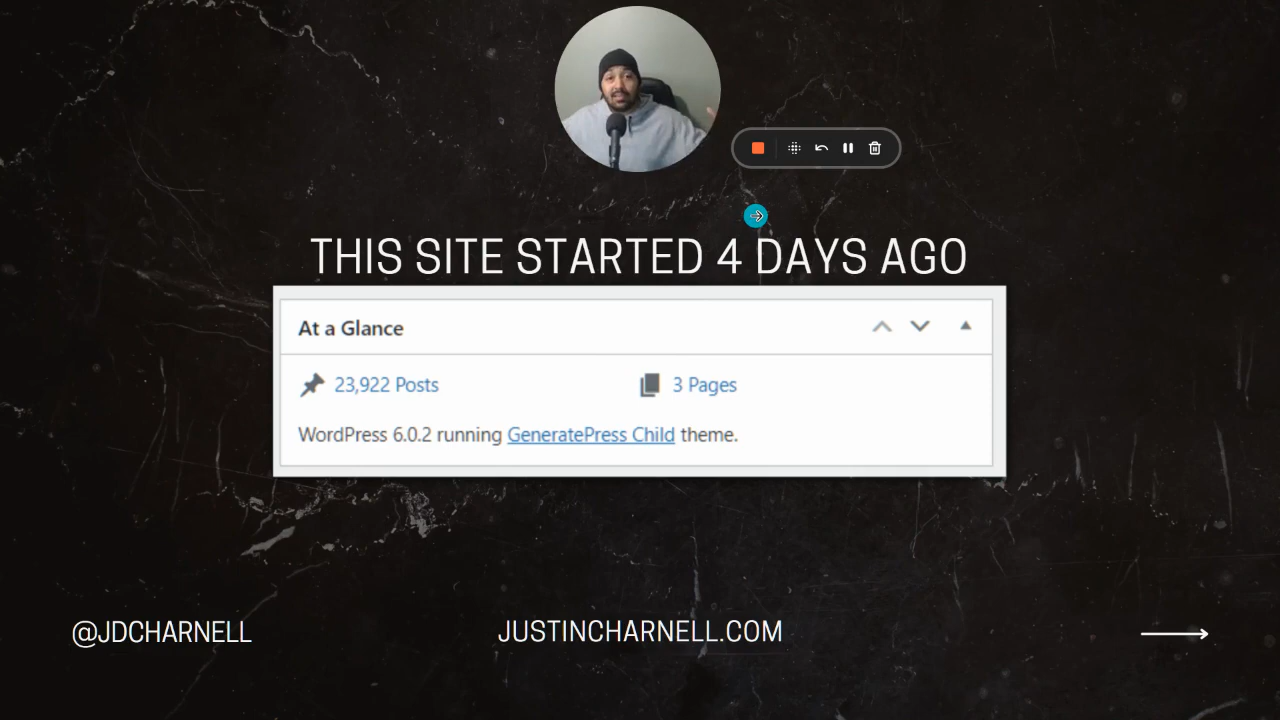 THIS SITE STARTED 4 DAYS AGO
At a Glance
23,922 Posts
3 Pages
WordPress 6.0.2 running GeneratePress Child theme.
@JDCHARNELL
JUSTINCHARNELL.COM